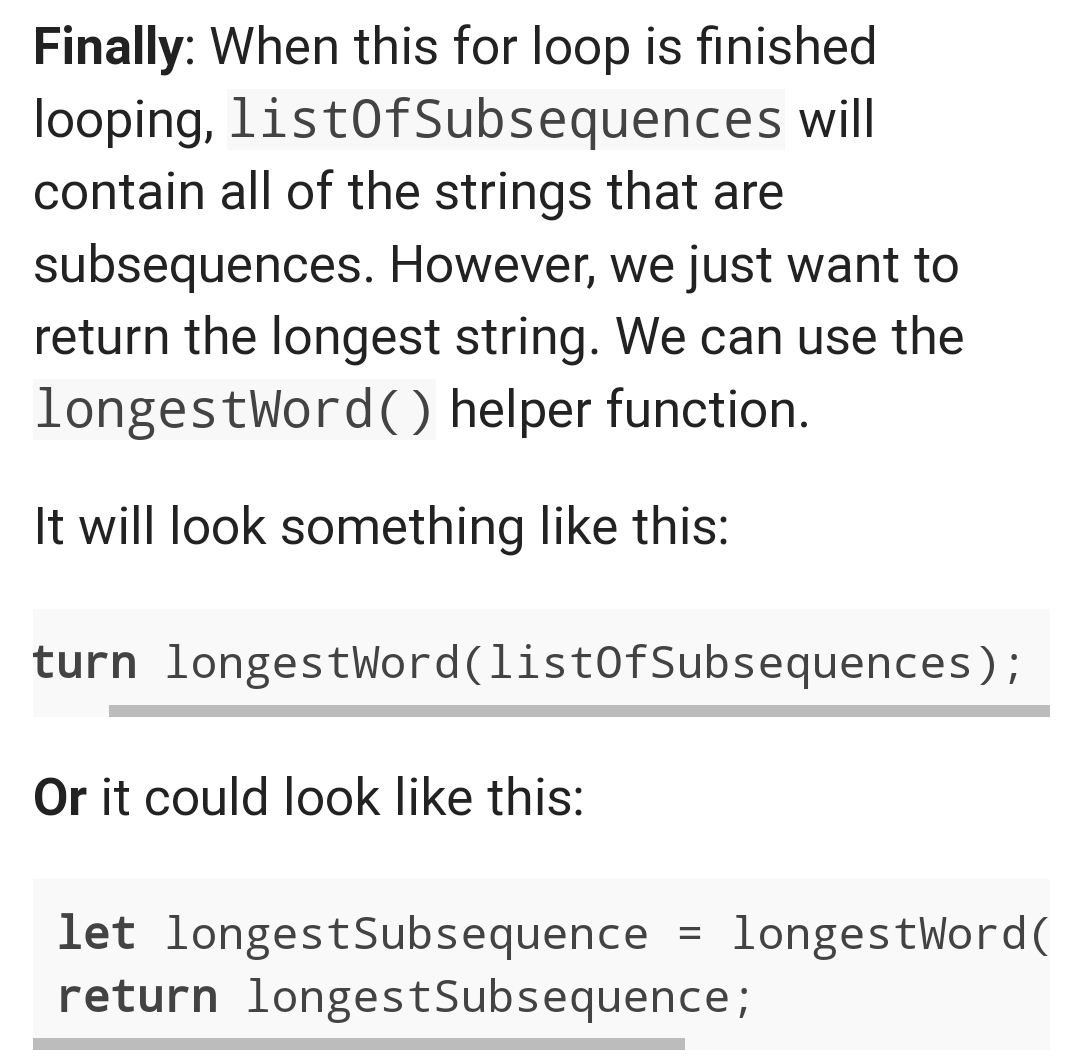 Finally: When this for loop is finished
looping, listOfSubsequences will
contain all of the strings that are
subsequences. However, we just want to
return the longest string. We can use the
longestWord() helper function.
It will look something like this:
turn longestWord(listOfSubsequences);
Or it could look like this:
let longestSubsequence = longestWord(
return longestSubsequence;